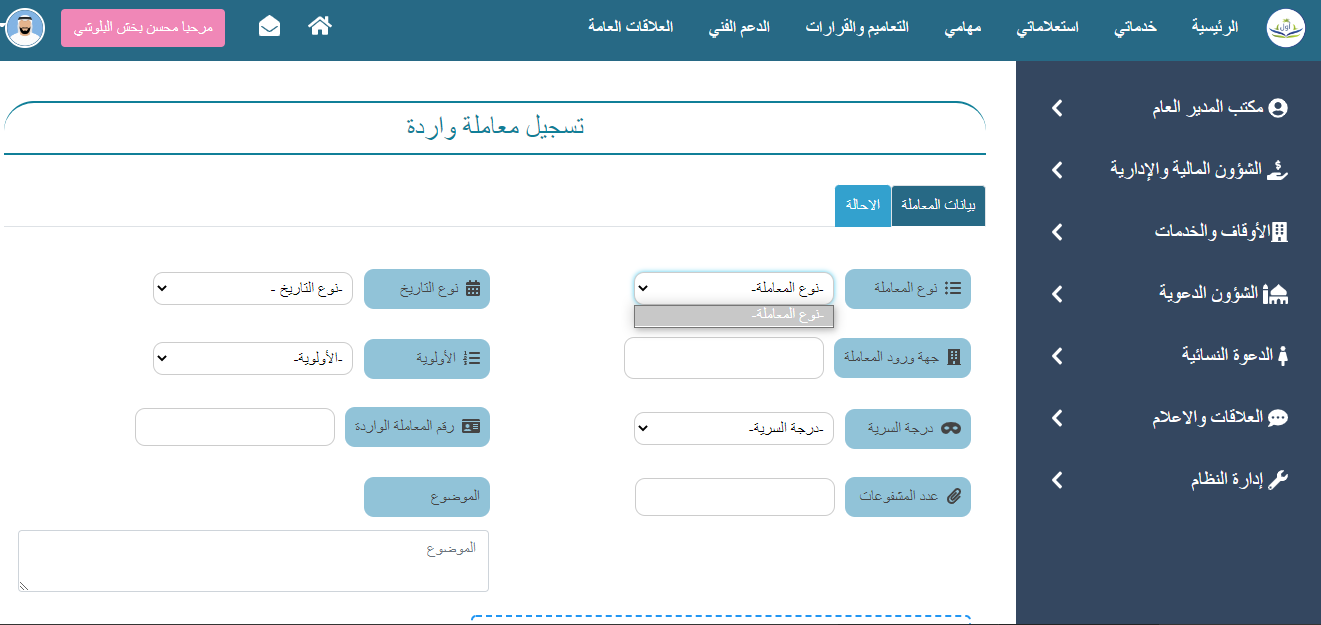 أول
الرئيسية
خدماتي
استعلاماتي
مهامي
التعاميم والقرارات
الدعم الفني
العلاقات العامة
مرحبا محسن بخش البلوشي
مكتب المدير العام
الشؤون المالية والإدارية
الأوقاف والخدمات
الشؤون الدعوية
الدعوة النسائية
العلاقات والاعلام
إدارة النظام
تسجيل معاملة واردة
بيانات المعاملة
الاحالة
نوع المعاملة
-نوع المعاملة-
-نوع المعاملة-
نوع التاريخ
-نوع التاريخ -
جهة ورود المعاملة
الأولوية
-الأولوية-
درجة السرية
-درجة السرية-
رقم المعاملة الواردة
عدد المشفوعات
الموضوع
الموضوع